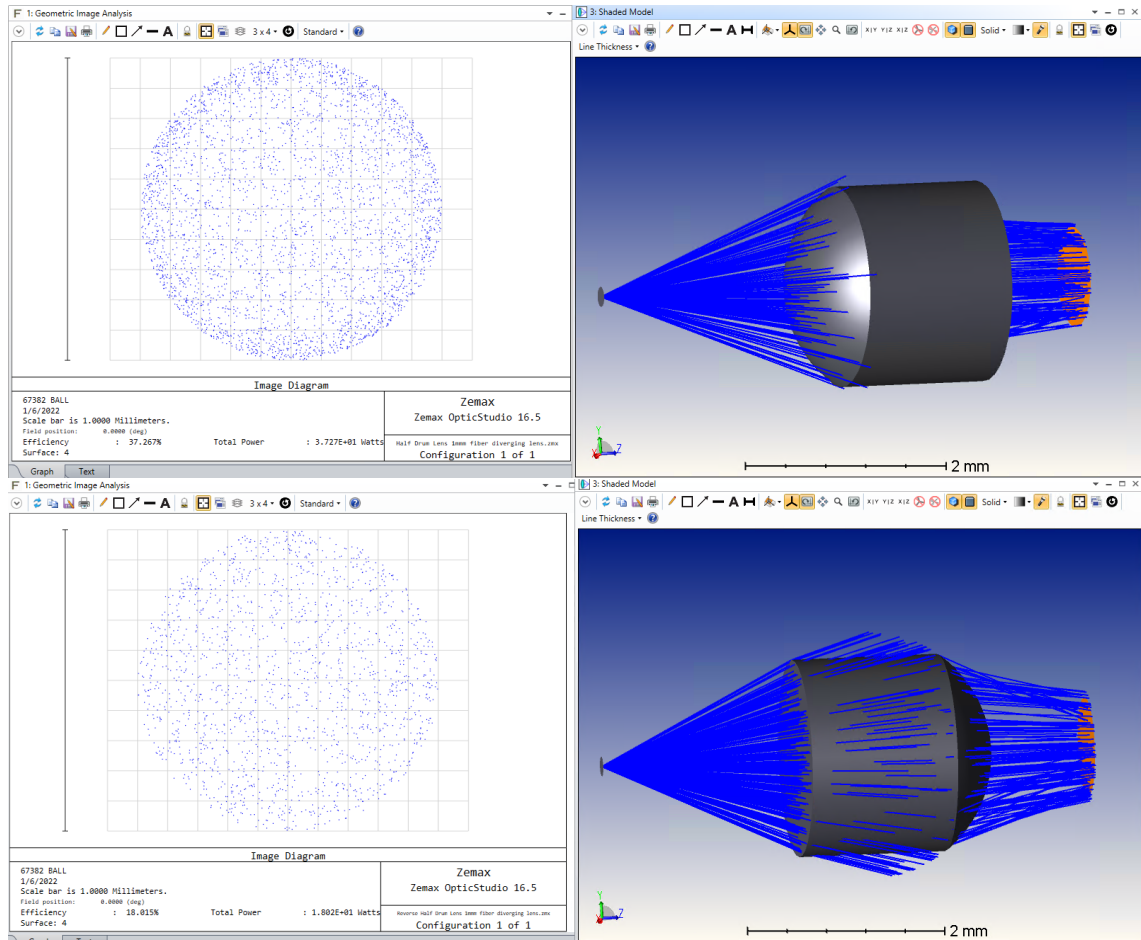 F 1: Geometric Image Analysis
3 x 4
Standard
Image Diagram
67382 BALL
1/6/2022
Scale bar is 1.0000 Millimeters.
Field position: 0.0000 (deg)
Efficiency : 37.267% Total Power : 3.727E+01 Watts
Surface: 4
Zemax
Zemax OpticStudio 16.5
Half Drum Lens 1mmm fiber diverging lens.zmx
Configuration 1 of 1
Graph Text
3: Shaded Model
X|Y Y|Z X|Z Solid
Line Thickness
Y
X Z
2 mm
F 1: Geometric Image Analysis
3 x 4
Standard
Image Diagram
67382 BALL
1/6/2022
Scale bar is 1.0000 Millimeters.
Field position: 0.0000 (deg)
Efficiency : 18.015% Total Power : 1.802E+01 Watts
Surface: 4
Zemax
Zemax OpticStudio 16.5
Reverse Half Drum Lens 1mmm fiber diverging lens.zmx
Configuration 1 of 1
3: Shaded Model
X|Y Y|Z X|Z Solid
Line Thickness
Y
X Z
2 mm